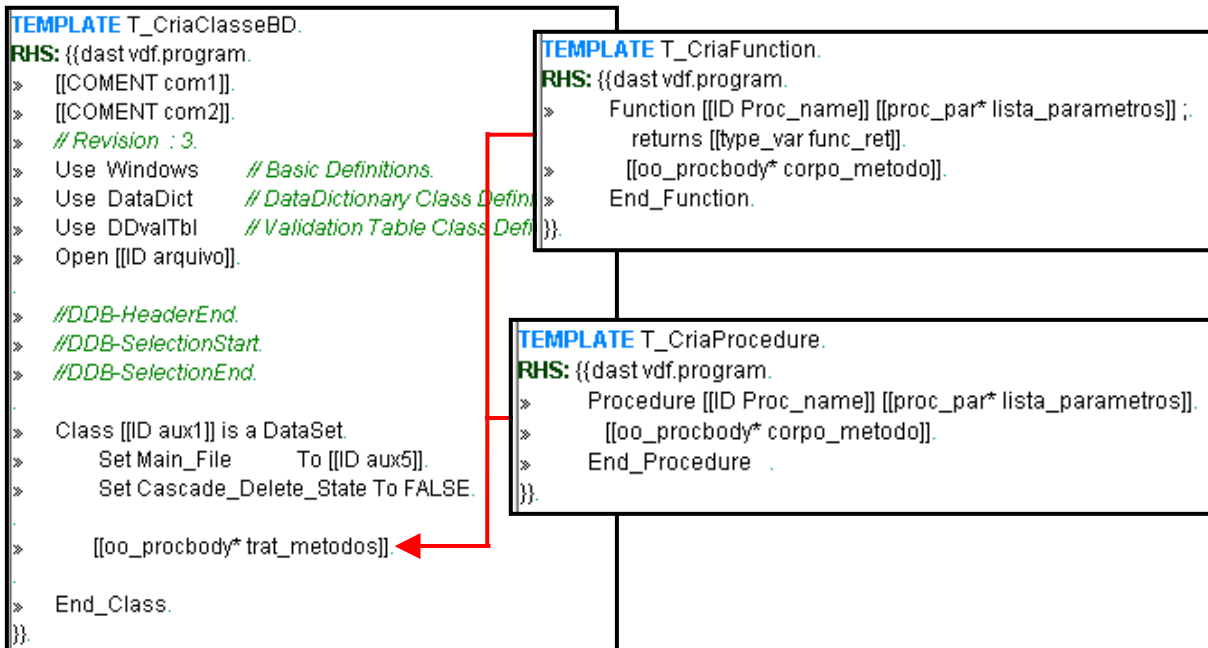 TEMPLATE T_CriaClasseBD.
RHS: {{dast vdf.program.
» [[COMENT com1]].
» [[COMENT com2]].
» // Revision : 3.
» Use Windows // Basic Definitions.
» Use DataDict // DataDictionary Class Defini
» Use DDvalTbl // Validation Table Class Defi
» Open [[ID arquivo]].
.
» //DDB-HeaderEnd.
» //DDB-SelectionStart.
» //DDB-SelectionEnd.
.
» Class [[ID aux1]] is a DataSet.
» Set Main_File To [[ID aux5]].
» Set Cascade_Delete_State To FALSE.
.
» [[oo_procbody* trat_metodos]].
.
» End_Class.
}}.
TEMPLATE T_CriaFunction.
RHS: {{dast vdf.program.
» Function [[ID Proc_name]] [[proc_par* lista_parametros]] ;.
returns [[type_var func_ret]].
» [[oo_procbody* corpo_metodo]].
» End_Function.
}}.
TEMPLATE T_CriaProcedure.
RHS: {{dast vdf.program.
» Procedure [[ID Proc_name]] [[proc_par* lista_parametros]].
» [[oo_procbody* corpo_metodo]].
» End_Procedure .
}}.